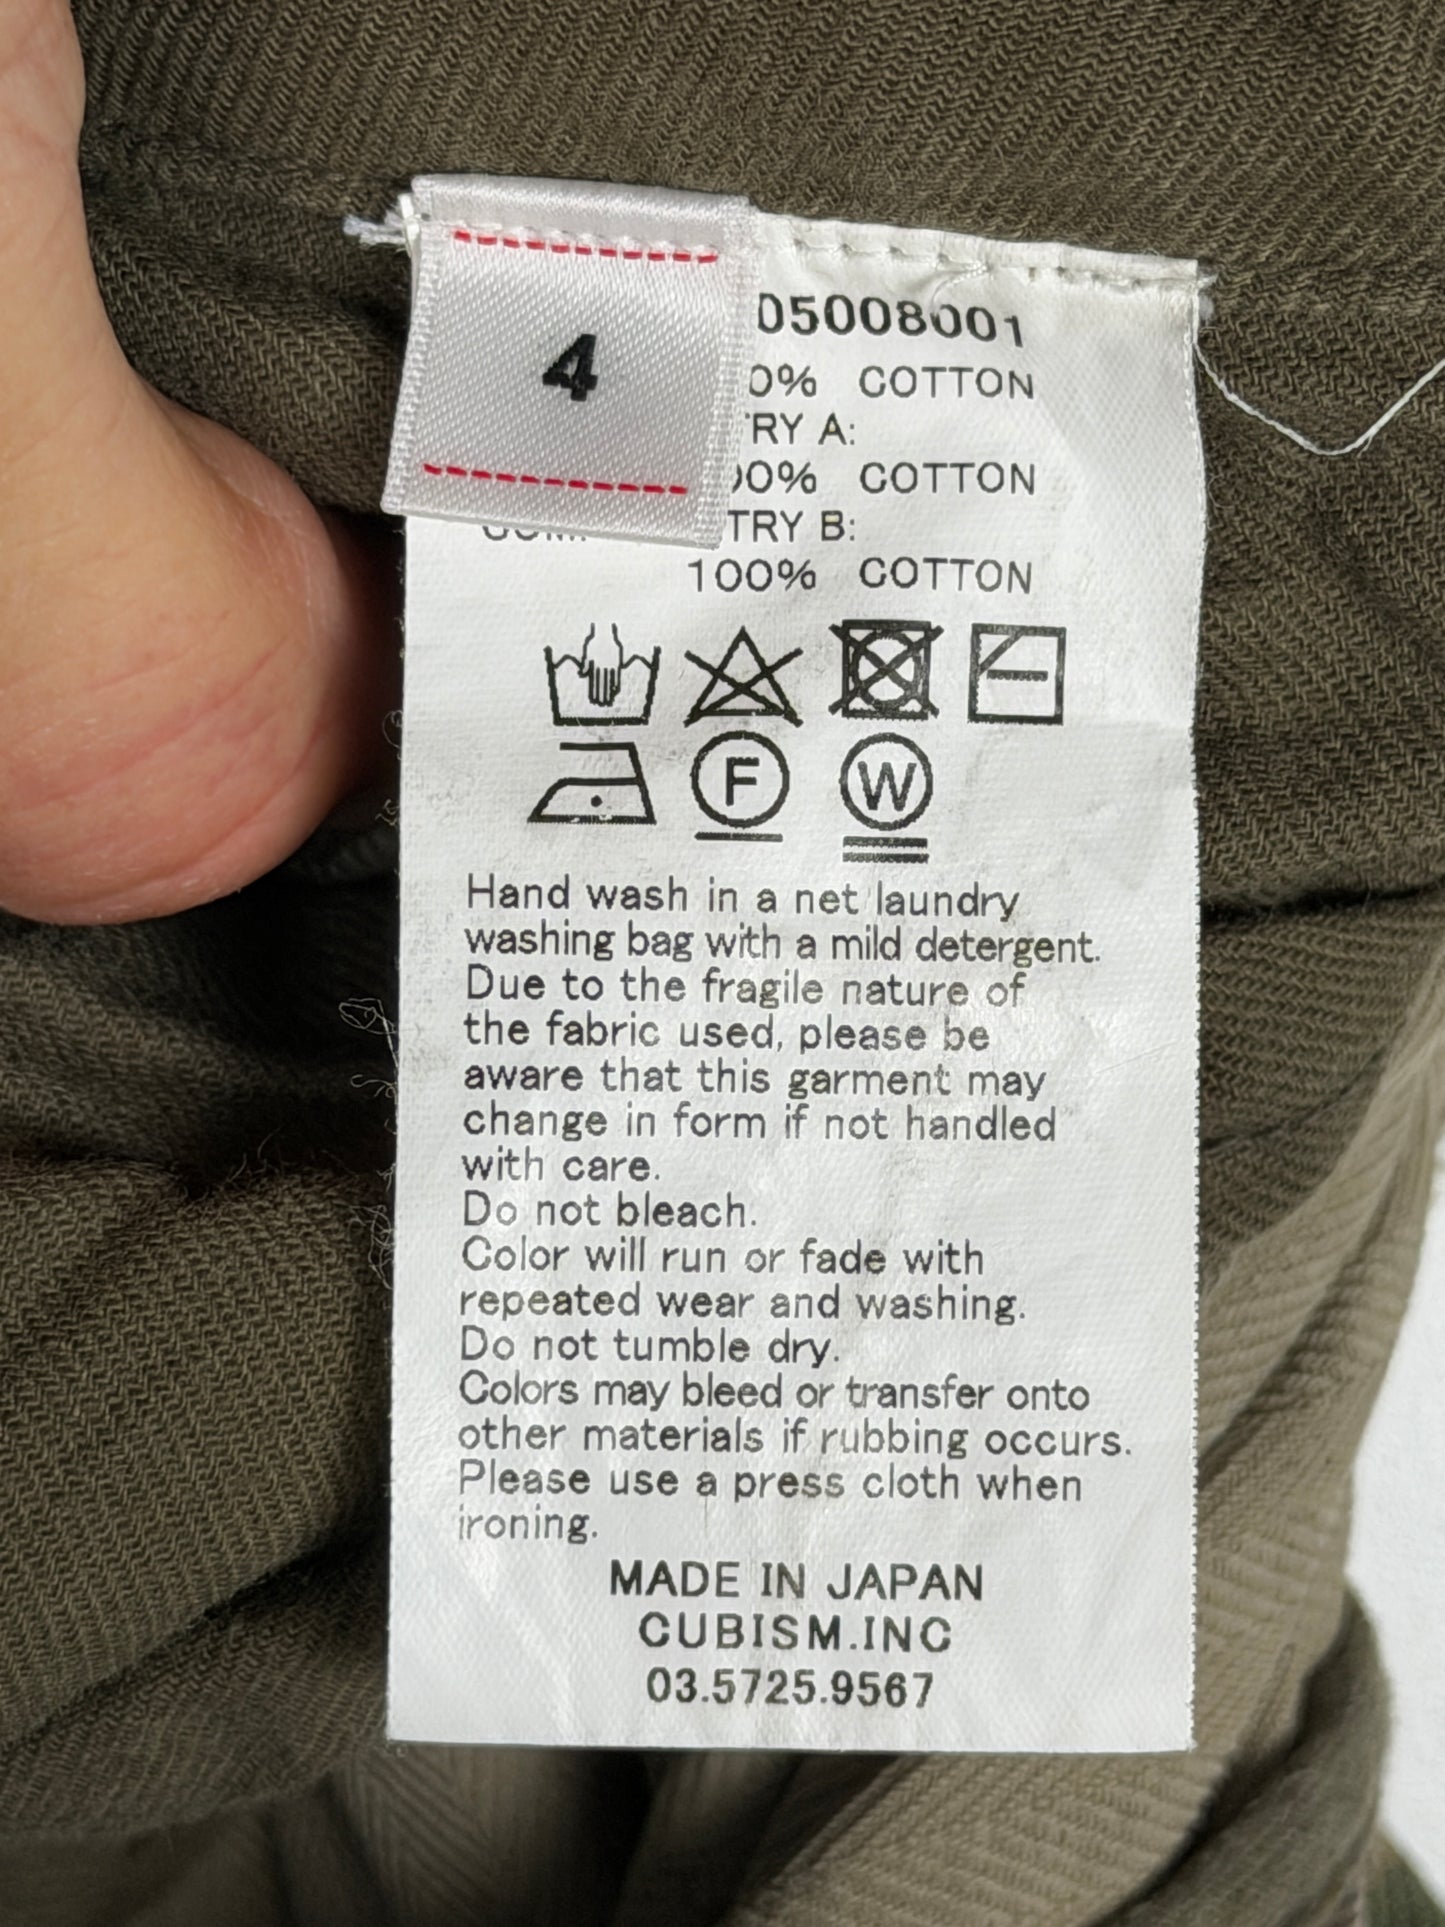 4
05008001
0% COTTON
RY A:
00% COTTON
TRY B:
100% COTTON
F
W
Hand wash in a net laundry
washing bag with a mild detergent.
Due to the fragile nature of
the fabric used, please be
aware that this garment may
change in form if not handled
with care.
Do not bleach.
Color will run or fade with
repeated wear and washing.
Do not tumble dry.
Colors may bleed or transfer onto
other materials if rubbing occurs.
Please use a press cloth when
ironing.
MADE IN JAPAN
CUBISM.INC
03.5725.9567